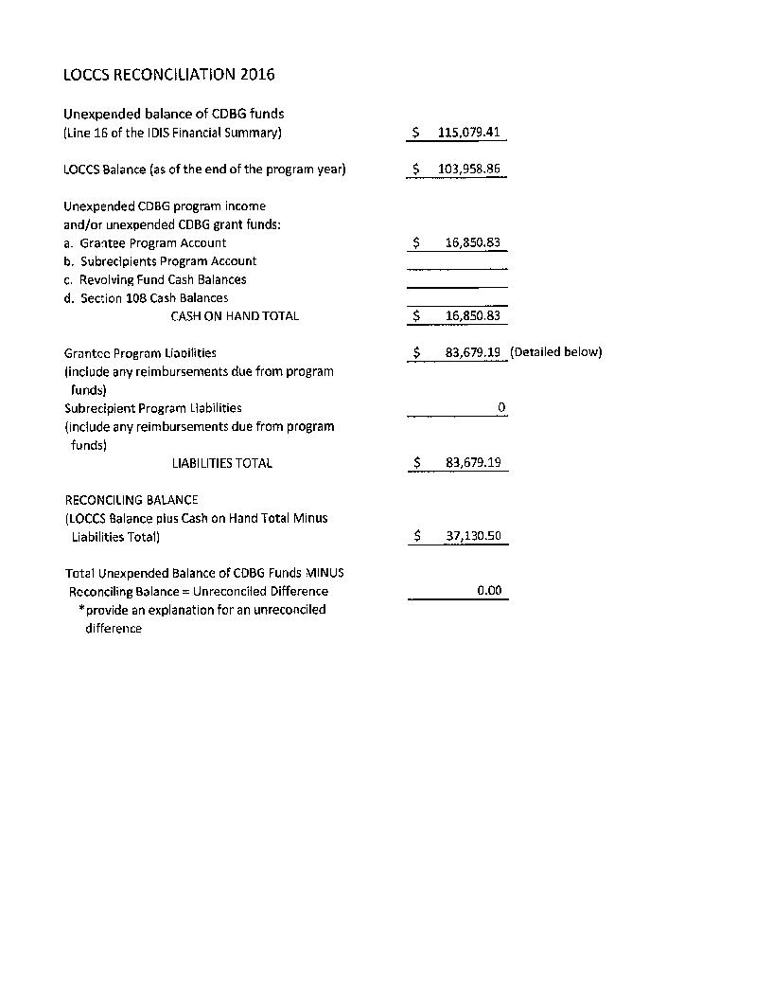 LOCCS RECONCILIATION 2016
Unexpended balance of CDBG funds
(Line 16 of the IDIS Financial Summary) $ 115,079.41
LOCCS Balance (as of the end of the program year) $ 103,958.86
Unexpended CDBG program income
and/or unexpended CDBG grant funds:
a. Grantee Program Account $ 16,850.83
b. Subrecipients Program Account
c. Revolving Fund Cash Balances
d. Section 108 Cash Balances
CASH ON HAND TOTAL $ 16,850.83
Grantee Program Liabilities $ 83,679.19 (Detailed below)
(include any reimbursements due from program
funds)
Subrecipient Program Liabilities 0
(include any reimbursements due from program
funds)
LIABILITIES TOTAL $ 83,679.19
RECONCILING BALANCE
(LOCCS Balance plus Cash on Hand Total Minus
Liabilities Total) $ 37,130.50
Total Unexpended Balance of CDBG Funds MINUS
Reconciling Balance = Unreconciled Difference 0.00
*provide an explanation for an unreconciled
difference